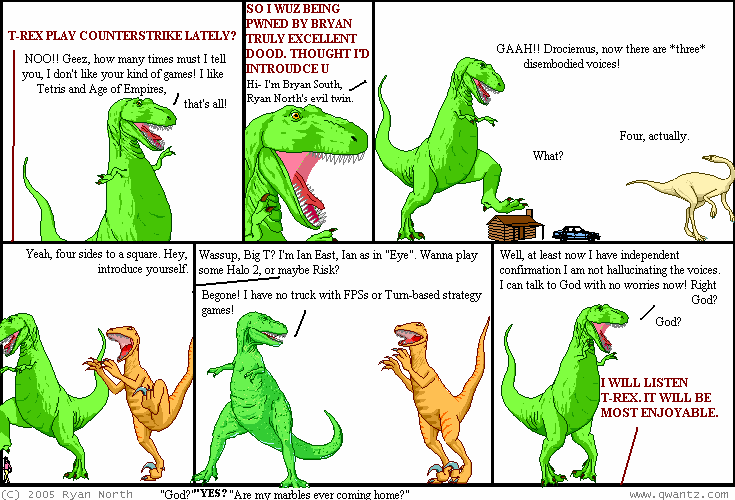 T-REX PLAY COUNTERSTRIKE LATELY?
NOO!! Geez, how many times must I tell
you, I don't like your kind of games! I like
Tetris and Age of Empires,
that's all!
SO I WUZ BEING
PWNED BY BRYAN
TRULY EXCELLENT
DOOD. THOUGHT I'D
INTROUDCE U
Hi- I'm Bryan South,
Ryan North's evil twin.
GAAH!! Drociemus, now there are *three*
disembodied voices!
What?
Four, actually.
Yeah, four sides to a square. Hey,
introduce yourself.
Wassup, Big T? I'm Ian East, Ian as in "Eye". Wanna play
some Halo 2, or maybe Risk?
Begone! I have no truck with FPSs or Turn-based strategy
games!
Well, at least now I have independent
confirmation I am not hallucinating the voices.
I can talk to God with no worries now! Right
God?
God?
I WILL LISTEN
T-REX. IT WILL BE
MOST ENJOYABLE.
(C) 2005 Ryan North
"God?" "YES? "Are my marbles ever coming home?"
www.qwantz.com